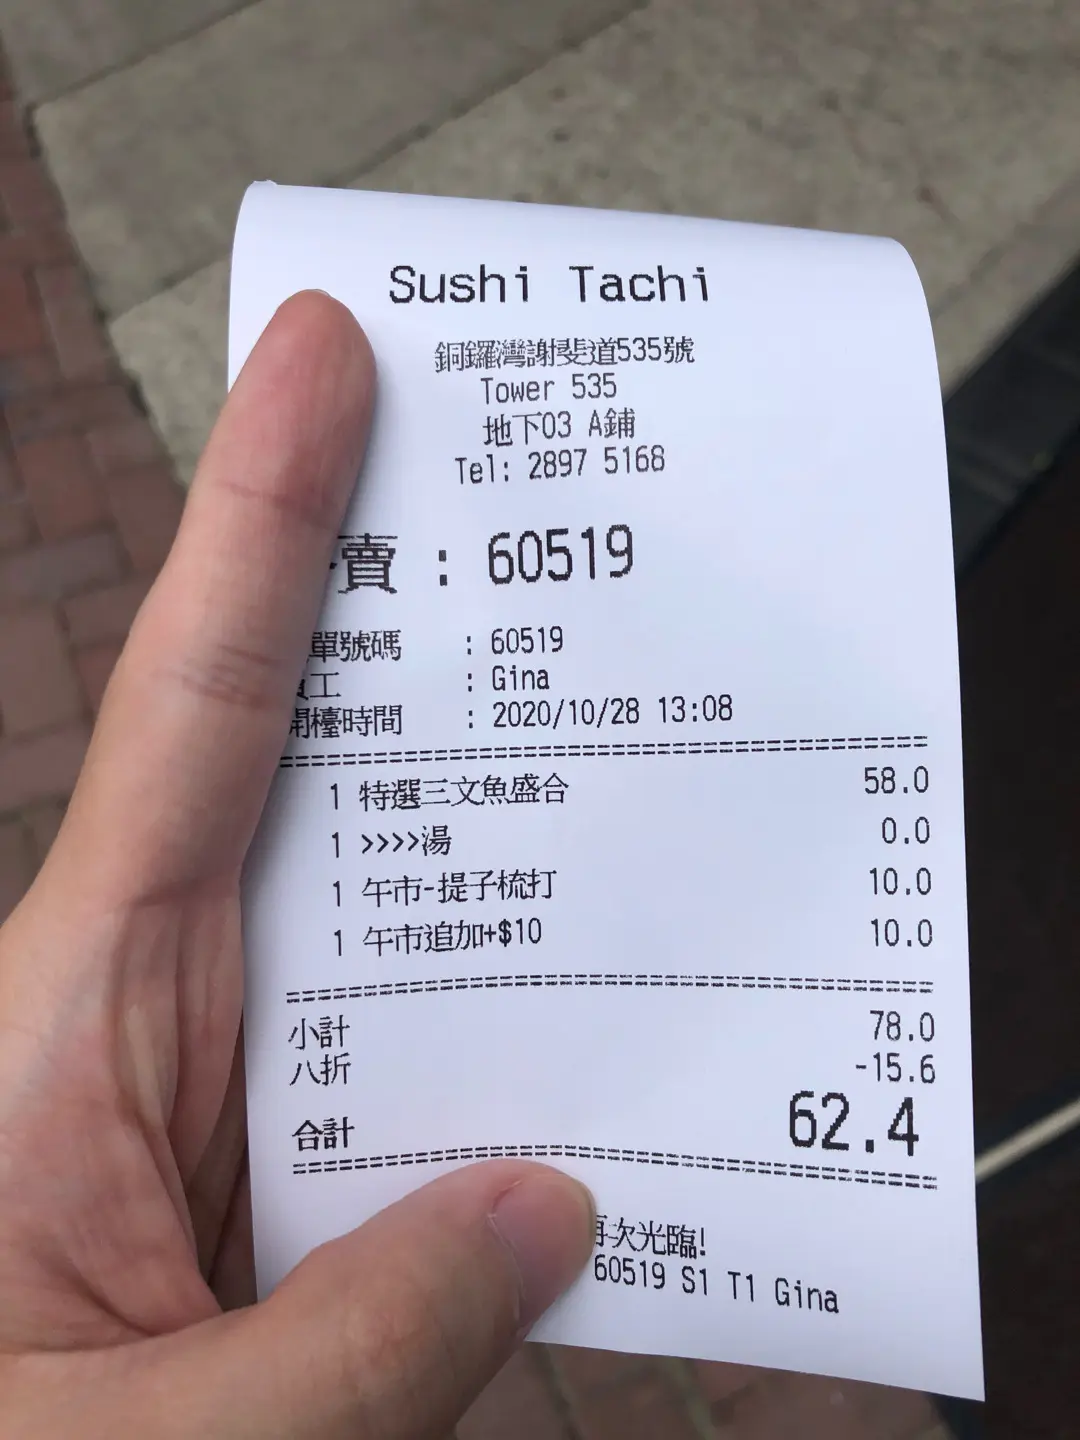 Sushi Tachi
銅鑼灣謝斐道535號
Tower 535
地下03 A鋪
Tel: 2897 5168
賣 : 60519
單號碼 : 60519
工 : Gina
開檯時間 : 2020/10/28 13:08
1 特選三文魚盛合 58.0
1 >>>>湯 0.0
1 午市-提子梳打 10.0
1 午市追加+$10 10.0
小計 78.0
八折 -15.6
合計 62.4
再次光臨!
60519 S1 T1 Gina